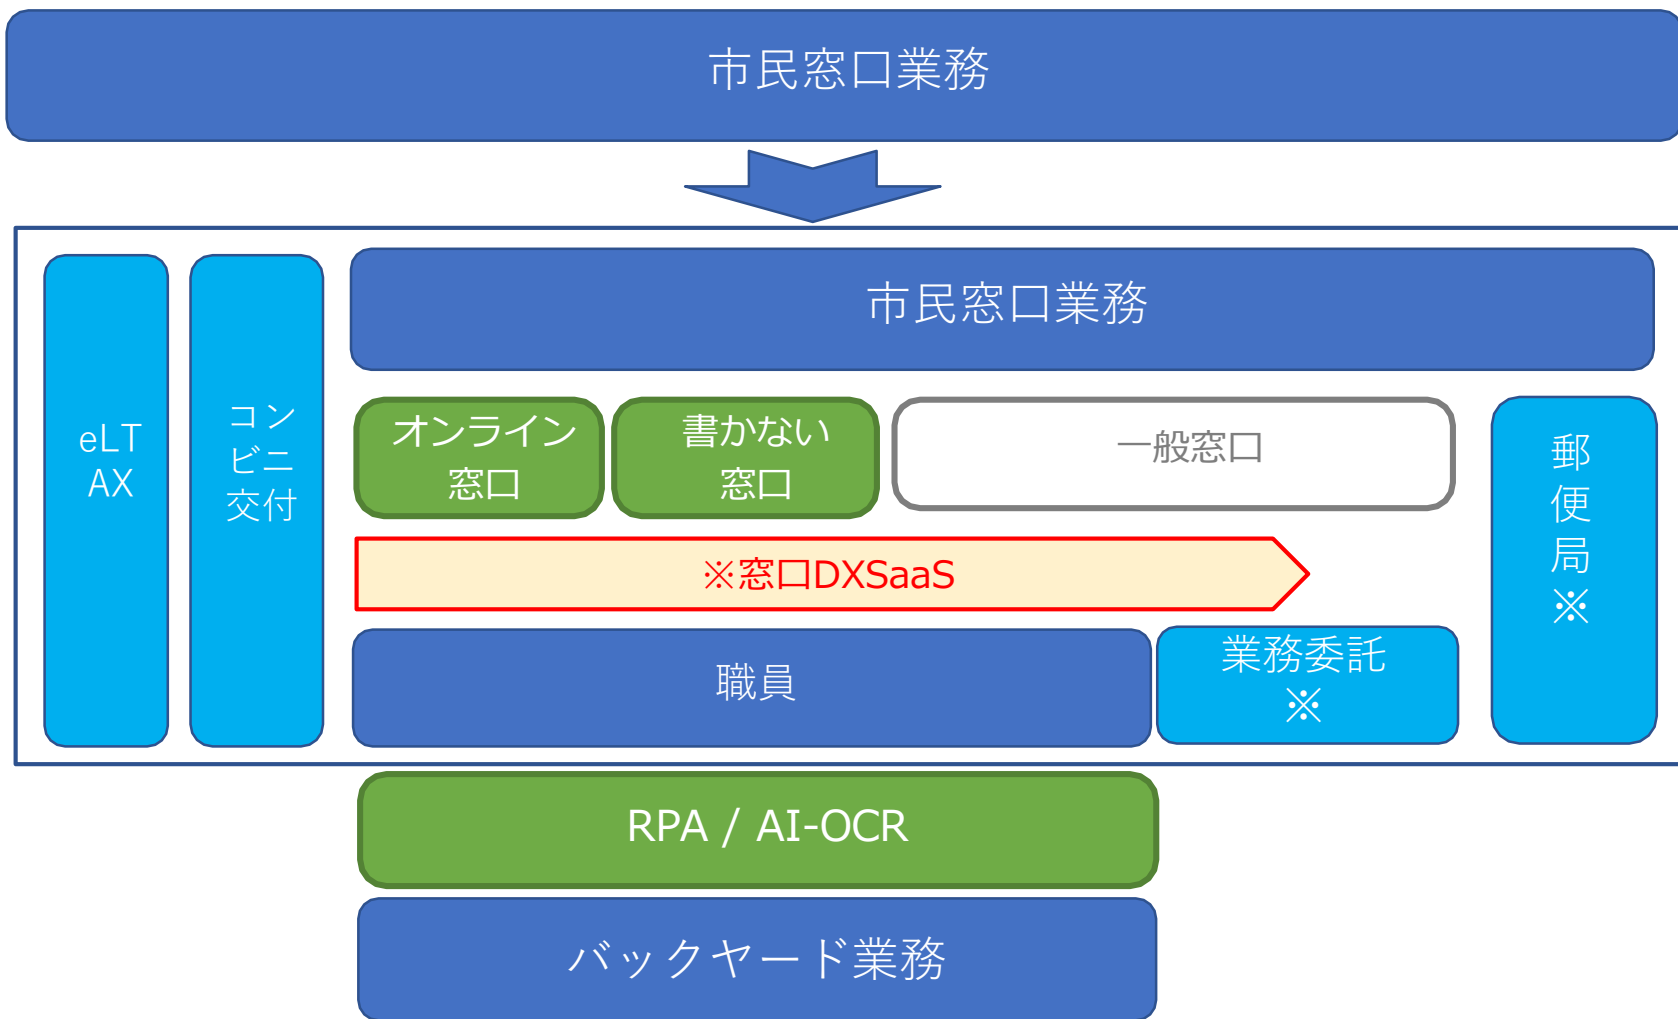 市民窓口業務
eLT
AX
コン
ビニ
交付
市民窓口業務
オンライン
窓口
書かない
窓口
一般窓口
※窓口DXSaaS
職員
業務委託
※
郵
便
局
※
RPA / AI-OCR
バックヤード業務